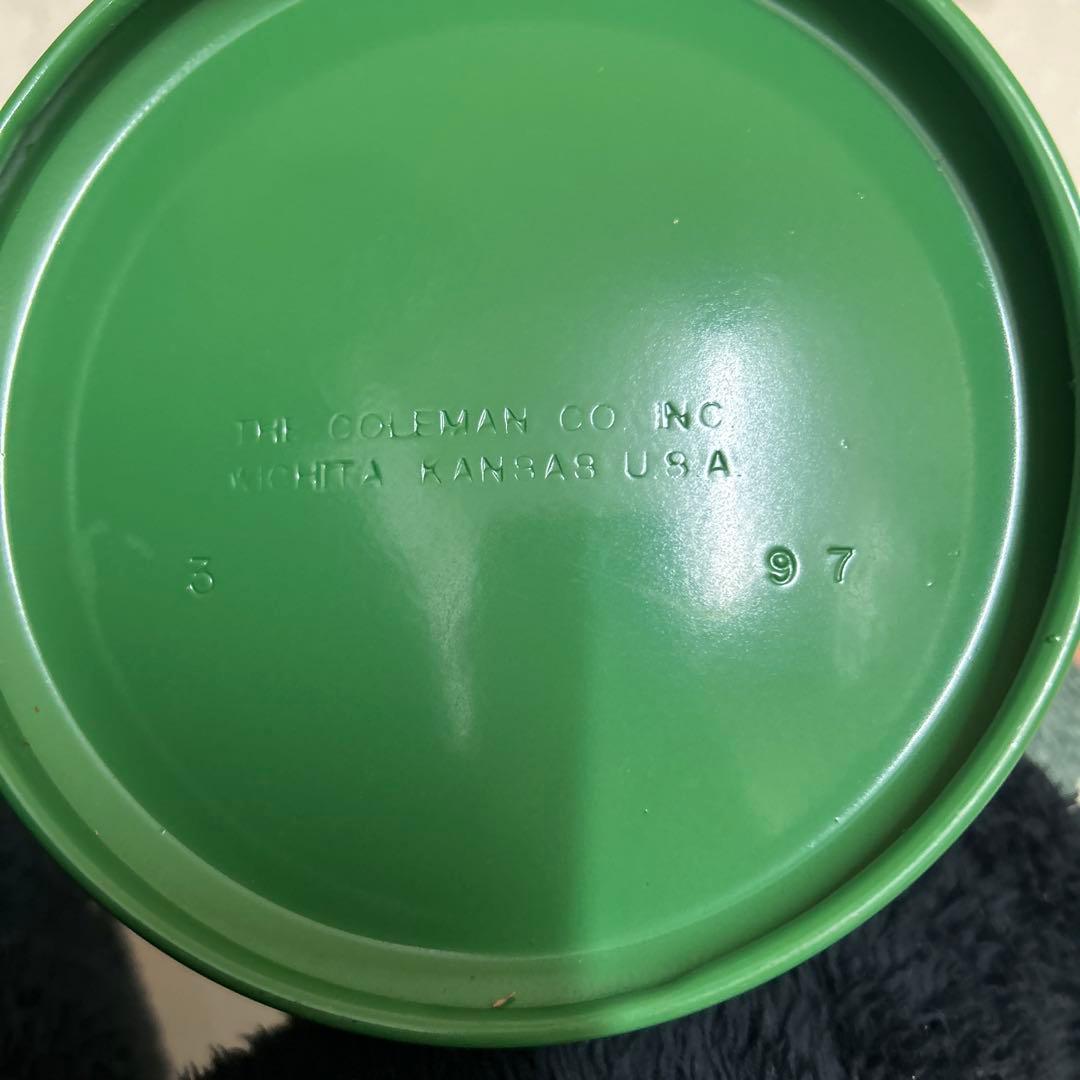 THE COLEMAN CO. INC.
WICHITA KANSAS U.S.A.
3 97